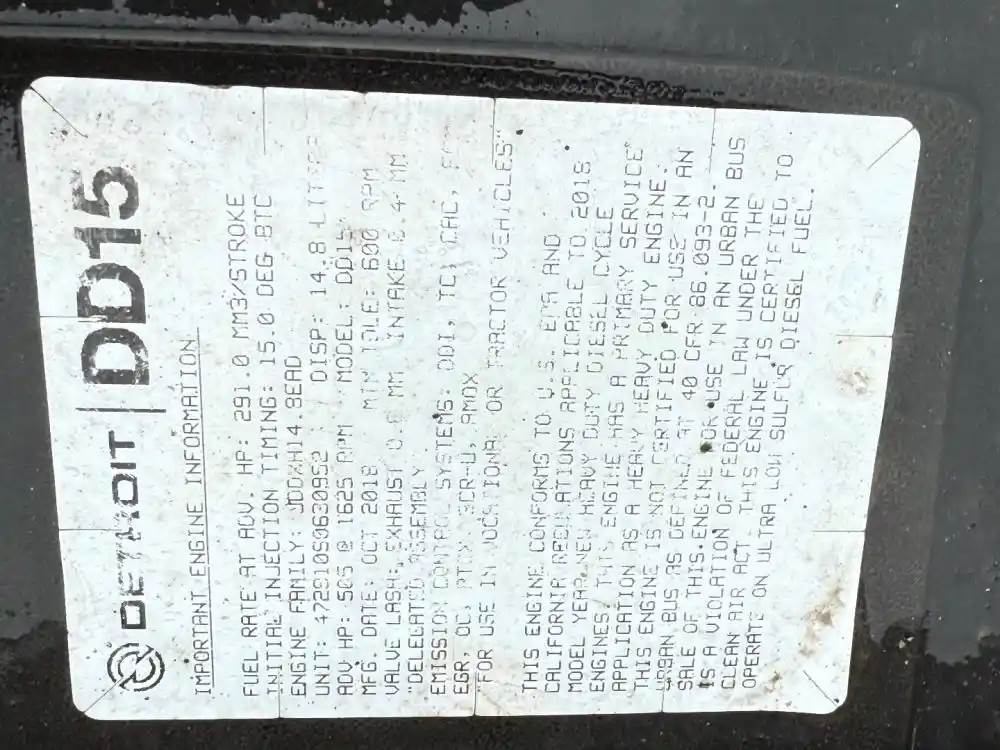 DETROIT DD15
IMPORTANT ENGINE INFORMATION
FUEL RATE AT ADV. HP: 291.0 MM3/STROKE
INITIAL INJECTION TIMING: 15.0 DEG BTC
ENGINE FAMILY: JDDXH14.8EAD
UNIT: 472910S0630952 DISP: 14.8 LITER
ADV HP: 505 @ 1625 RPM MODEL: DD15
MFG. DATE: OCT 2018 MIN IDLE: 600 RPM
VALVE LASH: EXHAUST MM INTAKE 0.4 MM
"DELEGATED ASSEMBLY
EMISSION CONTROL SYSTEMS: DDI, TC, CAC,
EGR, OC, PTOX, SCR-U, AMOX
"FOR USE IN VOCATIONAL OR TRACTOR VEHICLES"
THIS ENGINE CONFORMS TO U.S. EPA AND
CALIFORNIA REGULATIONS APPLICABLE TO 2018
MODEL YEAR NEW HEAVY DUTY DIESEL CYCLE
ENGINES. THIS ENGINE HAS A PRIMARY SERVICE
APPLICATION AS A HEAVY HEAVY DUTY ENGINE.
THIS ENGINE IS NOT CERTIFIED FOR USE IN AN
URBAN BUS AS DEFINED AT 40 CFR 86.093-2.
SALE OF THIS ENGINE FOR USE IN AN URBAN BUS
IS A VIOLATION OF FEDERAL LAW UNDER THE
CLEAN AIR ACT. THIS ENGINE IS CERTIFIED TO
OPERATE ON ULTRA LOW SULFUR DIESEL FUEL.